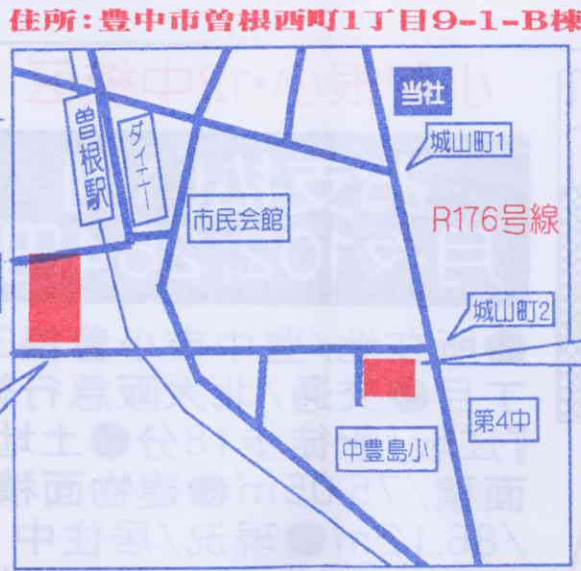 住所:豊中市曽根西町1丁目9-1-B棟
当社
城山町1
曽根駅
ダイエー
市民会館
R176号線
城山町2
中豊島小
第4中